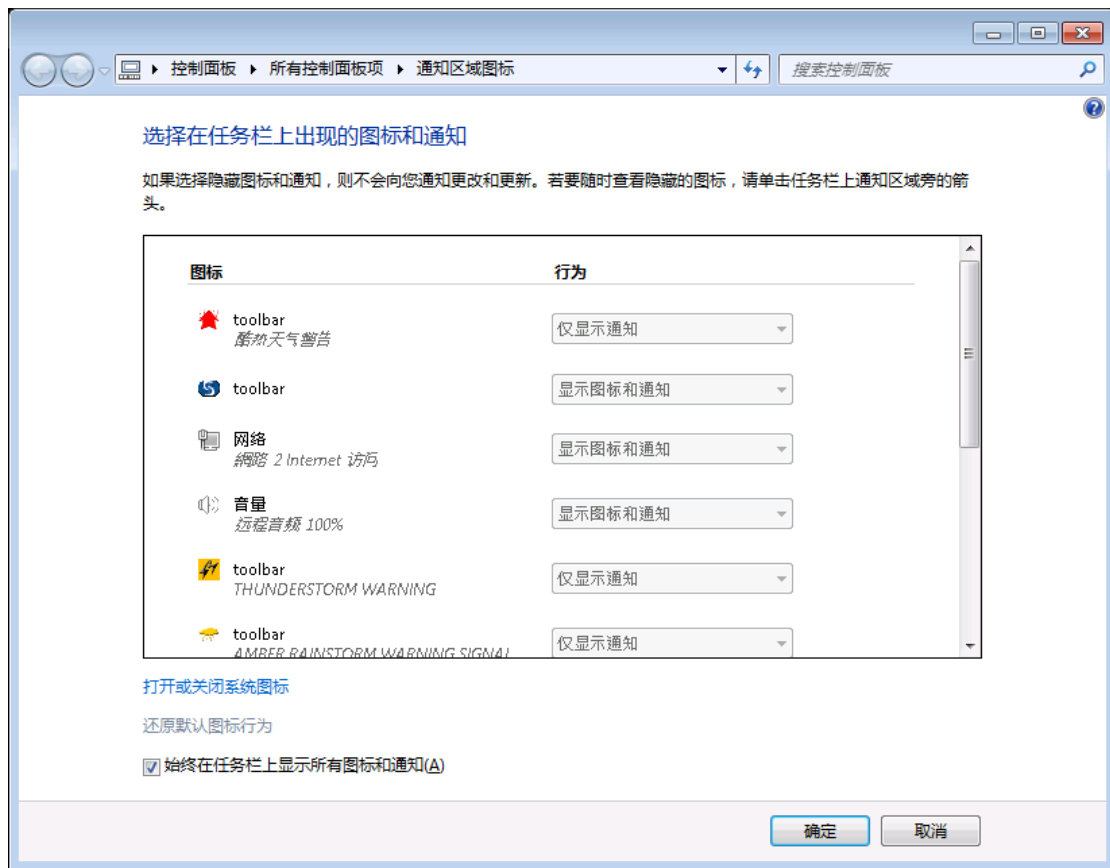 控制面板 ▸ 所有控制面板项 ▸ 通知区域图标
搜索控制面板
选择在任务栏上出现的图标和通知
如果选择隐藏图标和通知，则不会向您通知更改和更新。若要随时查看隐藏的图标，请单击任务栏上通知区域旁的箭
头。
图标 行为
toolbar
酷热天气警告
仅显示通知
toolbar
显示图标和通知
网络
網路 2 Internet 访问
显示图标和通知
音量
远程音频 100%
显示图标和通知
toolbar
THUNDERSTORM WARNING
仅显示通知
toolbar
AMBER RAINSTORM WARNING SIGNAL
仅显示通知
打开或关闭系统图标
还原默认图标行为
始终在任务栏上显示所有图标和通知(A)
确定 取消